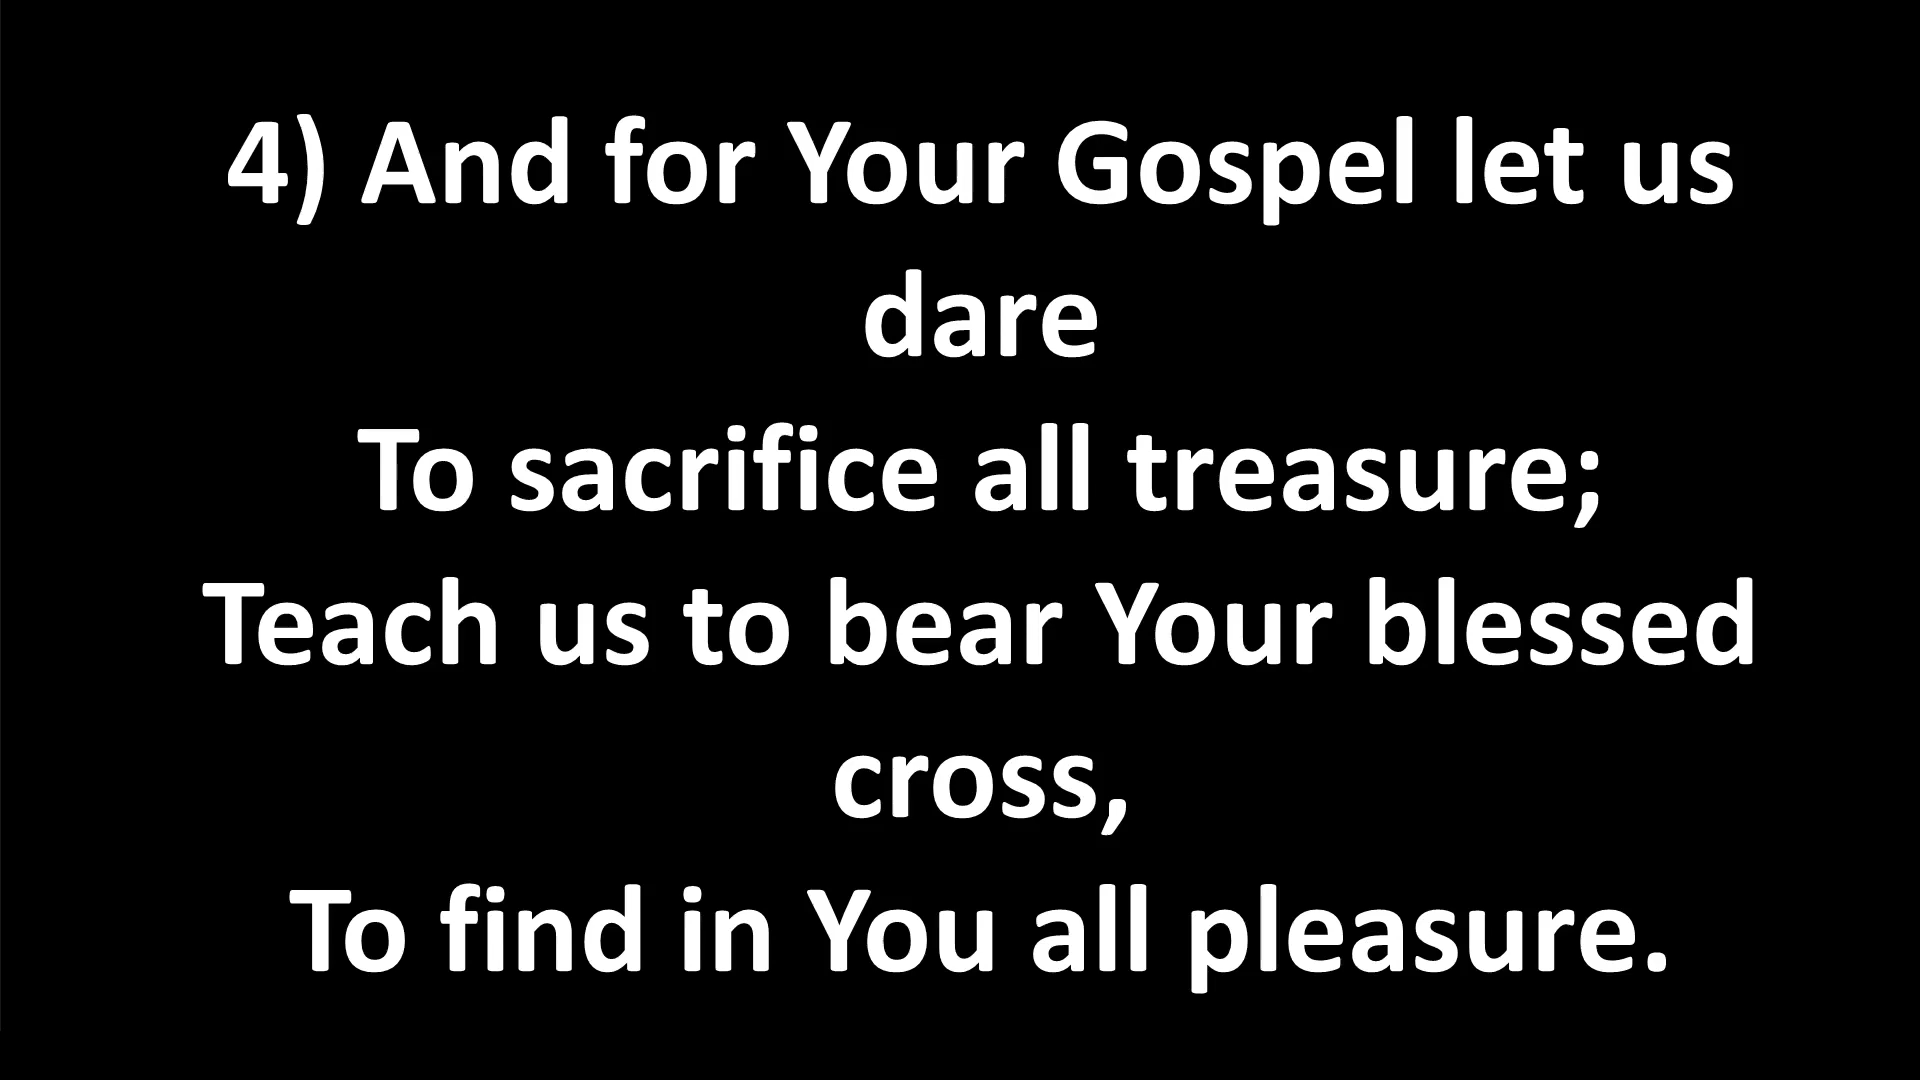 4) And for Your Gospel let us
dare
To sacrifice all treasure;
Teach us to bear Your blessed
cross,
To find in You all pleasure.